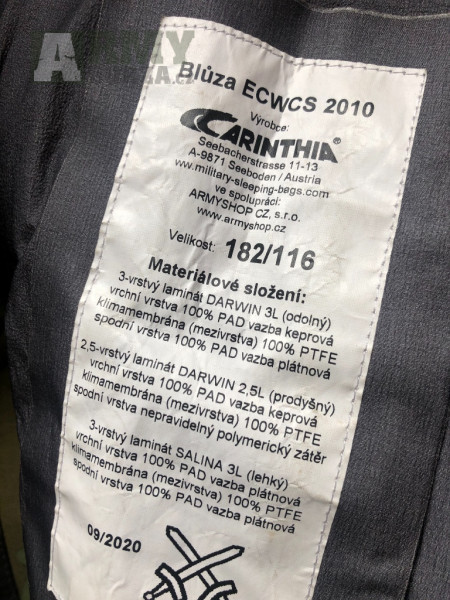 ARMY
Blůza ECWCS 2010
Výrobce:
CARINTHIA®
Seebacherstrasse 11-13
A-9871 Seeboden / Austria
www.military-sleeping-bags.com
ve spolupráci:
ARMYSHOP CZ, s.r.o.
www.armyshop.cz
Velikost: 182/116
Materiálové složení:
3-vrstvý laminát DARWIN 3L (odolný)
vrchní vrstva 100% PAD vazba keprová
klimamembrána (mezivrstva) 100% PTFE
spodní vrstva 100% PAD vazba plátnová
2,5-vrstvý laminát DARWIN 2,5L (prodyšný)
vrchní vrstva 100% PAD vazba keprová
klimamembrána (mezivrstva) 100% PTFE
spodní vrstva nepravidelný polymerický zátěr
3-vrstvý laminát SALINA 3L (lehký)
vrchní vrstva 100% PAD vazba plátnová
klimamembrána (mezivrstva) 100% PTFE
spodní vrstva 100% PAD vazba plátnová
09/2020